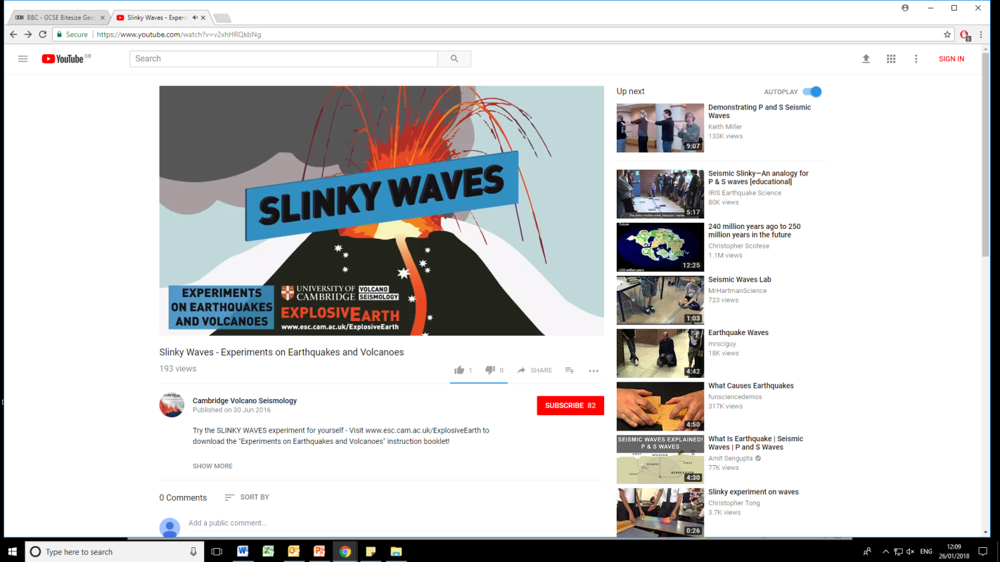 BBC - GCSE Bitesize Geog
Slinky Waves - Experim
Secure
https://www.youtube.com/watch?v=v2xhHRQkbNg
5
YouTube GB
Search
SIGN IN
SLINKY WAVES
EXPERIMENTS
ON EARTHQUAKES
AND VOLCANOES
UNIVERSITY OF
CAMBRIDGE
VOLCANO
SEISMOLOGY
EXPLOSIVEARTH
www.esc.cam.ac.uk/ExplosiveEarth
Slinky Waves - Experiments on Earthquakes and Volcanoes
193 views
1
0
SHARE
Cambridge Volcano Seismology
Published on 30 Jun 2016
SUBSCRIBE 82
Try the SLINKY WAVES experiment for yourself - Visit www.esc.cam.ac.uk/ExplosiveEarth to
download the "Experiments on Earthquakes and Volcanoes" instruction booklet!
SHOW MORE
0 Comments
SORT BY
Add a public comment...
Up next
AUTOPLAY
9:07
Demonstrating P and S Seismic
Waves
Keith Miller
133K views
5:17
Seismic Slinky—An analogy for
P & S waves [educational]
IRIS Earthquake Science
80K views
Future
+225 million years
12:25
240 million years ago to 250
million years in the future
Christopher Scotese
1.1M views
1:03
Seismic Waves Lab
MrHartmanScience
723 views
4:42
Earthquake Waves
mrsciguy
18K views
4:50
What Causes Earthquakes
funsciencedemos
317K views
SEISMIC WAVES EXPLAINED!
P & S WAVES
4:30
What Is Earthquake | Seismic
Waves | P and S Waves
Amit Sengupta
77K views
0:26
Slinky experiment on waves
Christopher Tong
3.7K views
Type here to search
ENG
12:09
26/01/2018